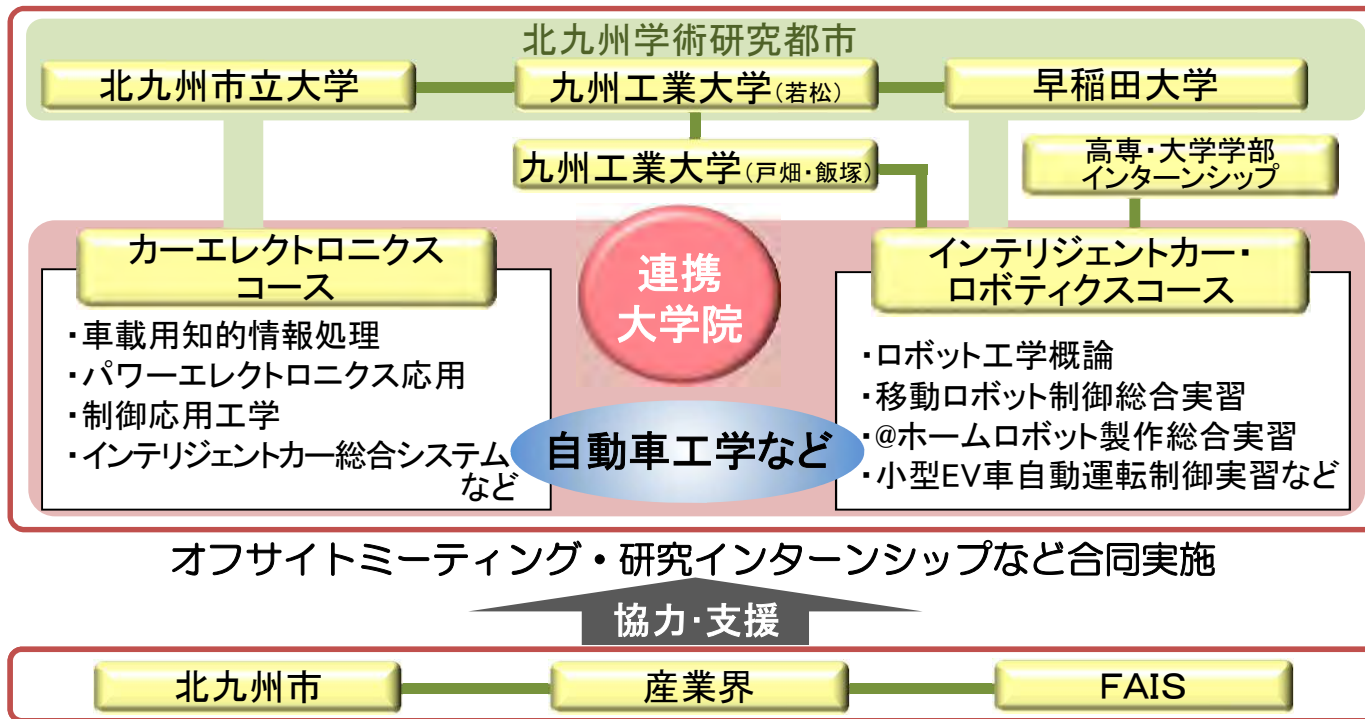 北九州学術研究都市
北九州市立大学
九州工業大学(若松)
早稲田大学
九州工業大学(戸畑・飯塚)
高専・大学学部
インターンシップ
連携
大学院
カーエレクトロニクス
コース
・車載用知的情報処理
・パワーエレクトロニクス応用
・制御応用工学
・インテリジェントカー総合システム
など
自動車工学など
インテリジェントカー・
ロボティクスコース
・ロボット工学概論
・移動ロボット制御総合実習
・@ホームロボット製作総合実習
・小型EV車自動運転制御実習など
オフサイトミーティング・研究インターンシップなど合同実施
協力・支援
北九州市
産業界
FAIS